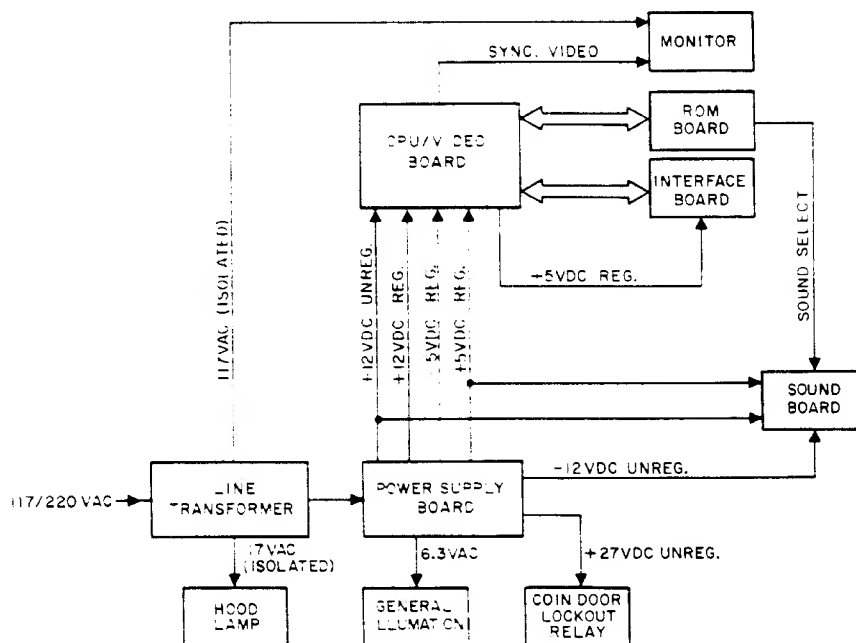 MONITOR
SYNC. VIDEO
CPU/VIDEO
BOARD
ROM
BOARD
INTERFACE
BOARD
117VAC (ISOLATED)
+12VDC UNREG.
+12VDC REG.
5VDC REG.
+5VDC REG.
+5VDC REG.
SOUND SELECT
SOUND
BOARD
-12VDC UNREG.
117/220 VAC
LINE
TRANSFORMER
POWER SUPPLY
BOARD
17VAC
(ISOLATED)
6.3VAC
+27VDC UNREG.
HOOD
LAMP
GENERAL
ILLUMATION
COIN DOOR
LOCKOUT
RELAY